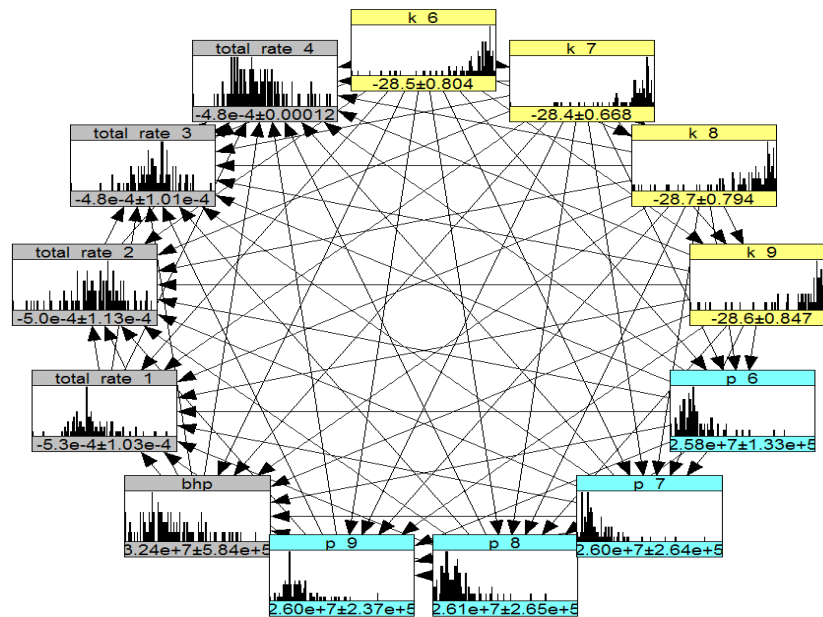 k 6
-28.5±0.804
total rate 4
-4.8e-4±0.00012
k 7
-28.4±0.668
total rate 3
-4.8e-4±1.01e-4
k 8
-28.7±0.794
total rate 2
-5.0e-4±1.13e-4
k 9
-28.6±0.847
total rate 1
-5.3e-4±1.03e-4
p 6
2.58e+7±1.33e+5
bhp
3.24e+7±5.84e+5
p 7
2.60e+7±2.64e+5
p 9
2.60e+7±2.37e+5
p 8
2.61e+7±2.65e+5